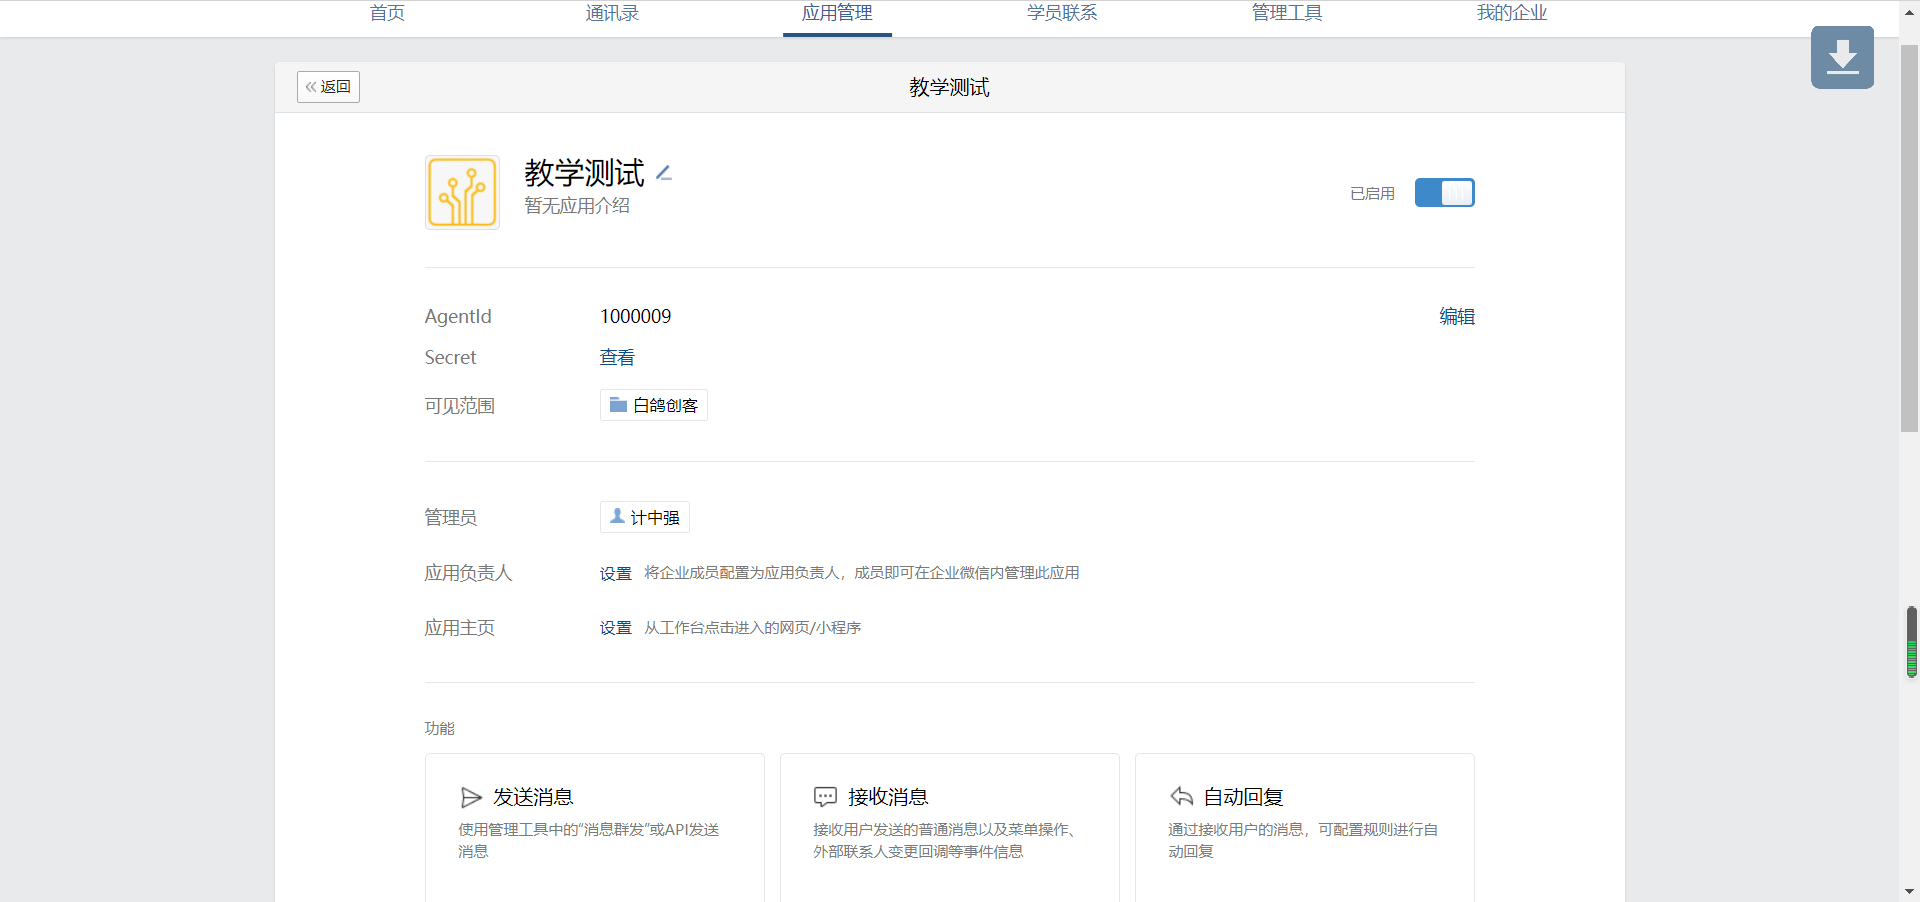 首页 通讯录 应用管理 学员联系 管理工具 我的企业
返回 教学测试
教学测试
暂无应用介绍
已启用
AgentId 1000009 编辑
Secret 查看
可见范围 白鸽创客
管理员 计中强
应用负责人 设置 将企业成员配置为应用负责人，成员即可在企业微信内管理此应用
应用主页 设置 从工作台点击进入的网页/小程序
功能
发送消息
使用管理工具中的“消息群发”或API发送
消息
接收消息
接收用户发送的普通消息以及菜单操作、
外部联系人变更回调等事件信息
自动回复
通过接收用户的消息，可配置规则进行自
动回复